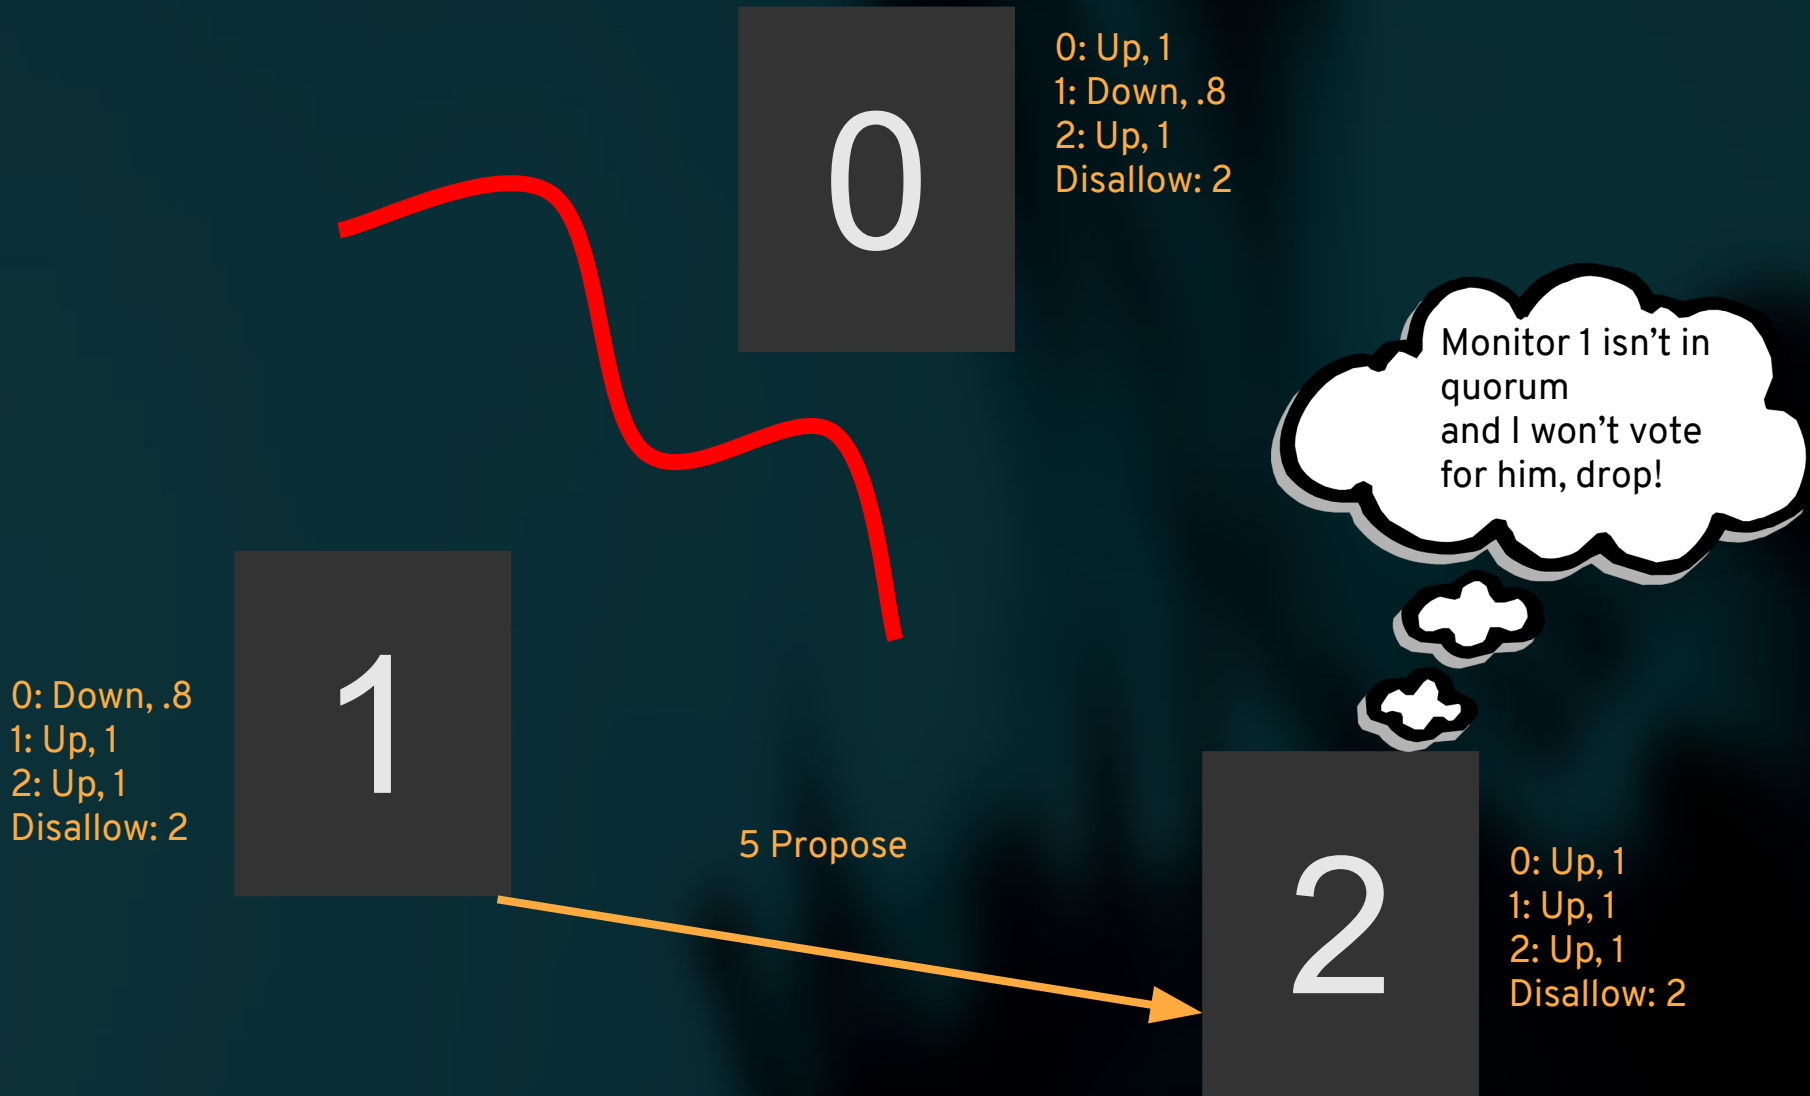 0
0: Up, 1
1: Down, .8
2: Up, 1
Disallow: 2
Monitor 1 isn't in
quorum
and I won't vote
for him, drop!
1
0: Down, .8
1: Up, 1
2: Up, 1
Disallow: 2
5 Propose
2
0: Up, 1
1: Up, 1
2: Up, 1
Disallow: 2